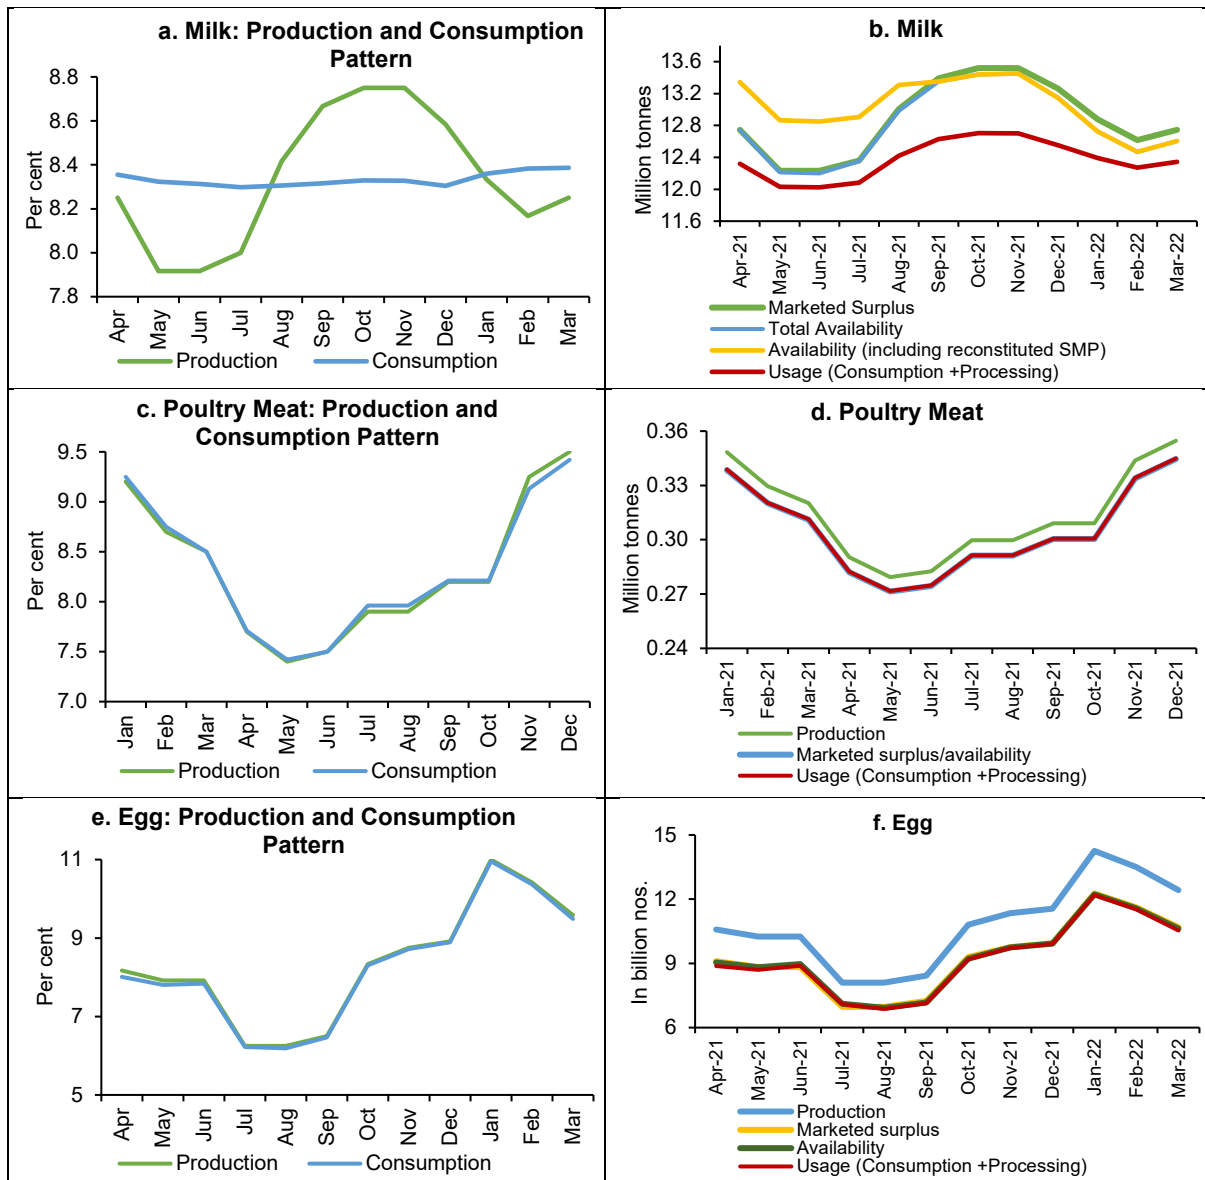 a. Milk: Production and Consumption
Pattern
Per cent
8.8
8.6
8.4
8.2
8.0
7.8
Apr
May
Jun
Jul
Aug
Sep
Oct
Nov
Dec
Jan
Feb
Mar
Production
Consumption
b. Milk
Million tonnes
13.6
13.2
12.8
12.4
12.0
11.6
Apr-21
May-21
Jun-21
Jul-21
Aug-21
Sep-21
Oct-21
Nov-21
Dec-21
Jan-22
Feb-22
Mar-22
Marketed Surplus
Total Availability
Availability (including reconstituted SMP)
Usage (Consumption +Processing)
c. Poultry Meat: Production and
Consumption Pattern
Per cent
9.5
9.0
8.5
8.0
7.5
7.0
Jan
Feb
Mar
Apr
May
Jun
Jul
Aug
Sep
Oct
Nov
Dec
Production
Consumption
d. Poultry Meat
Million tonnes
0.36
0.33
0.30
0.27
0.24
Jan-21
Feb-21
Mar-21
Apr-21
May-21
Jun-21
Jul-21
Aug-21
Sep-21
Oct-21
Nov-21
Dec-21
Production
Marketed surplus/availability
Usage (Consumption +Processing)
e. Egg: Production and Consumption
Pattern
Per cent
11
9
7
5
Apr
May
Jun
Jul
Aug
Sep
Oct
Nov
Dec
Jan
Feb
Mar
Production
Consumption
f. Egg
In billion nos.
15
12
9
6
Apr-21
May-21
Jun-21
Jul-21
Aug-21
Sep-21
Oct-21
Nov-21
Dec-21
Jan-22
Feb-22
Mar-22
Production
Marketed surplus
Availability
Usage (Consumption +Processing)